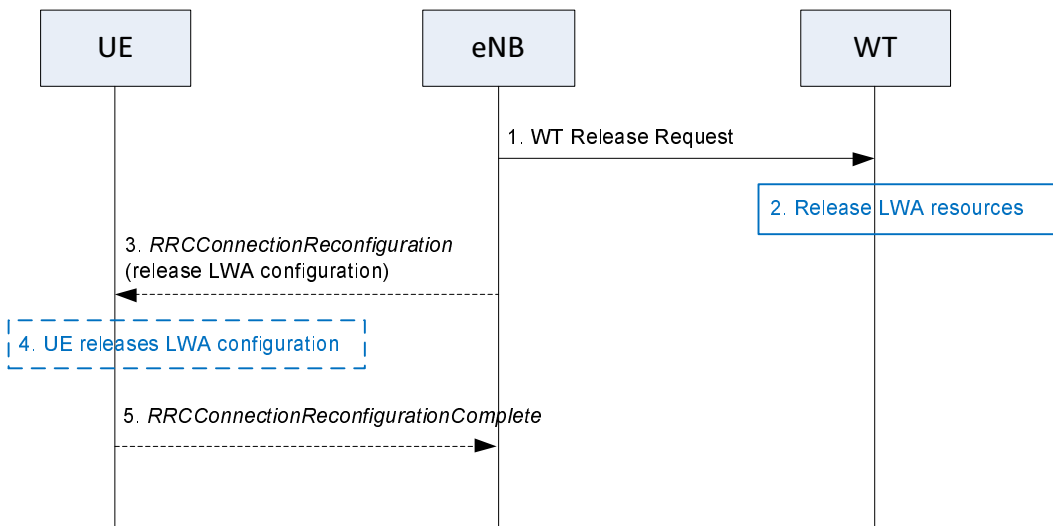 UE
eNB
WT
1. WT Release Request
2. Release LWA resources
3. RRCConnectionReconfiguration
(release LWA configuration)
4. UE releases LWA configuration
5. RRCConnectionReconfigurationComplete